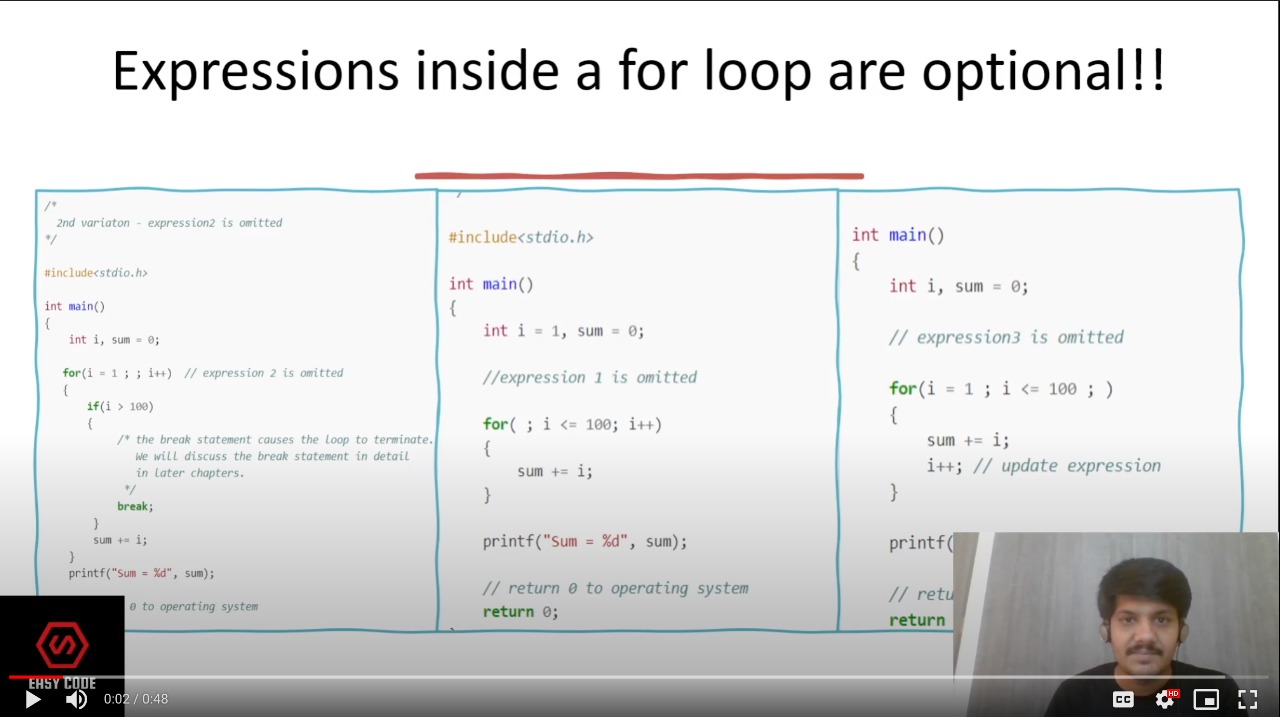 Expressions inside a for loop are optional!!
/*
2nd variaton - expression2 is omitted
*/
#include<stdio.h>
int main()
{
int i, sum = 0;
for(i = 1 ; ; i++) // expression 2 is omitted
{
if(i > 100)
{
/* the break statement causes the loop to terminate.
We will discuss the break statement in detail
in later chapters.
*/
break;
}
sum += i;
}
printf("Sum = %d", sum);
0 to operating system
#include<stdio.h>
int main()
{
int i = 1, sum = 0;
//expression 1 is omitted
for( ; i <= 100; i++)
{
sum += i;
}
printf("Sum = %d", sum);
// return 0 to operating system
return 0;
int main()
{
int i, sum = 0;
// expression3 is omitted
for(i = 1 ; i <= 100 ; )
{
sum += i;
i++; // update expression
}
printf(
// retu
return
EASY CODE
0:02 / 0:48
CC
HD